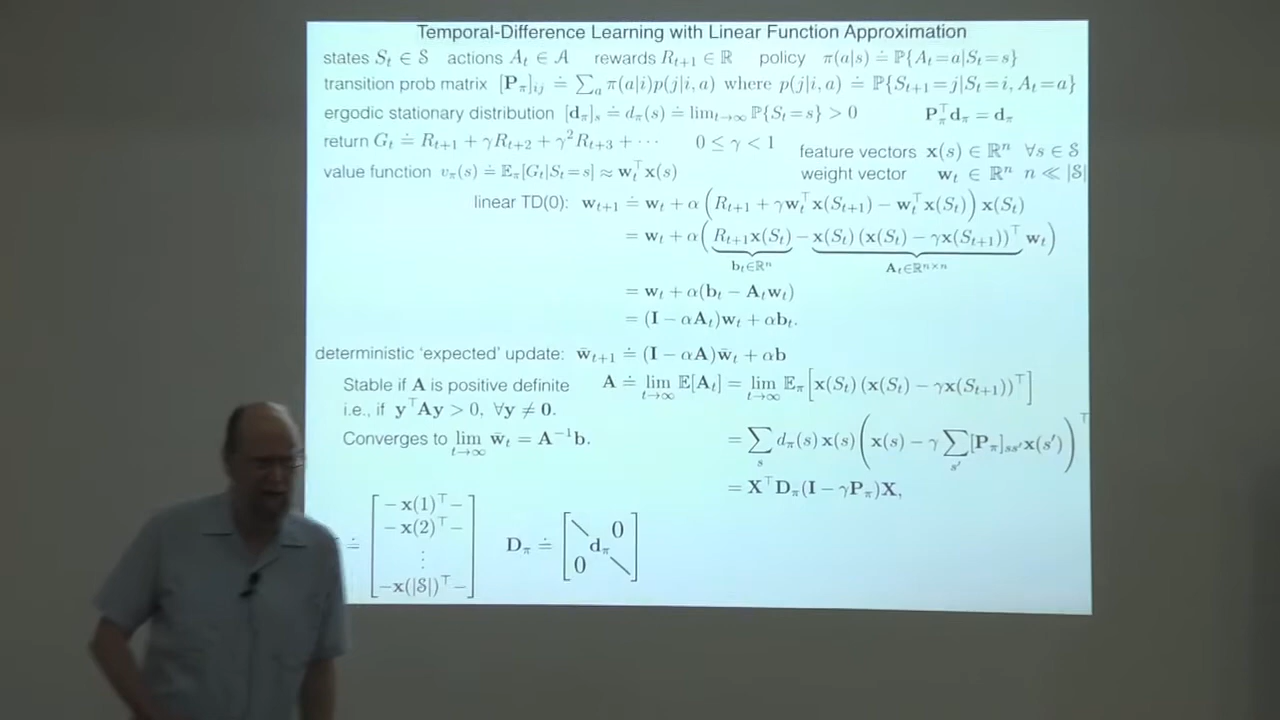 Temporal-Difference Learning with Linear Function Approximation
states S_t ∈ 𝒮 actions A_t ∈ 𝒜 rewards R_{t+1} ∈ ℝ policy π(a|s) ≐ ℙ{A_t=a|S_t=s}
transition prob matrix [P_π]_{ij} ≐ ∑_a π(a|i)p(j|i,a) where p(j|i,a) ≐ ℙ{S_{t+1}=j|S_t=i, A_t=a}
ergodic stationary distribution [d_π]_s ≐ d_π(s) ≐ lim_{t→∞} ℙ{S_t=s} > 0 P_π^⊤ d_π = d_π
return G_t ≐ R_{t+1} + γR_{t+2} + γ²R_{t+3} + ⋯ 0 ≤ γ < 1
feature vectors x(s) ∈ ℝⁿ ∀s ∈ 𝒮
value function v_π(s) ≐ 𝔼_π[G_t|S_t=s] ≈ w_t^⊤ x(s)
weight vector w_t ∈ ℝⁿ n ≪ |𝒮|
linear TD(0): w_{t+1} ≐ w_t + α(R_{t+1} + γw_t^⊤ x(S_{t+1}) − w_t^⊤ x(S_t)) x(S_t)
= w_t + α(R_{t+1}x(S_t) − x(S_t)(x(S_t) − γx(S_{t+1}))^⊤ w_t)
b_t∈ℝⁿ A_t∈ℝ^{n×n}
= w_t + α(b_t − A_t w_t)
= (I − αA_t)w_t + αb_t.
deterministic 'expected' update: w̄_{t+1} ≐ (I − αA)w̄_t + αb
Stable if A is positive definite
i.e., if y^⊤Ay > 0, ∀y ≠ 0.
Converges to lim_{t→∞} w̄_t = A^{−1}b.
A ≐ lim_{t→∞} 𝔼[A_t] = lim_{t→∞} 𝔼_π[x(S_t)(x(S_t) − γx(S_{t+1}))^⊤]
= ∑_s d_π(s) x(s) (x(s) − γ ∑_{s'} [P_π]_{ss'} x(s'))^⊤
= X^⊤D_π(I − γP_π)X,
≐ [− x(1)^⊤ −
− x(2)^⊤ −
⋮
−x(|𝒮|)^⊤ −]
D_π ≐ [╲ 0
d_π
0 ╲]